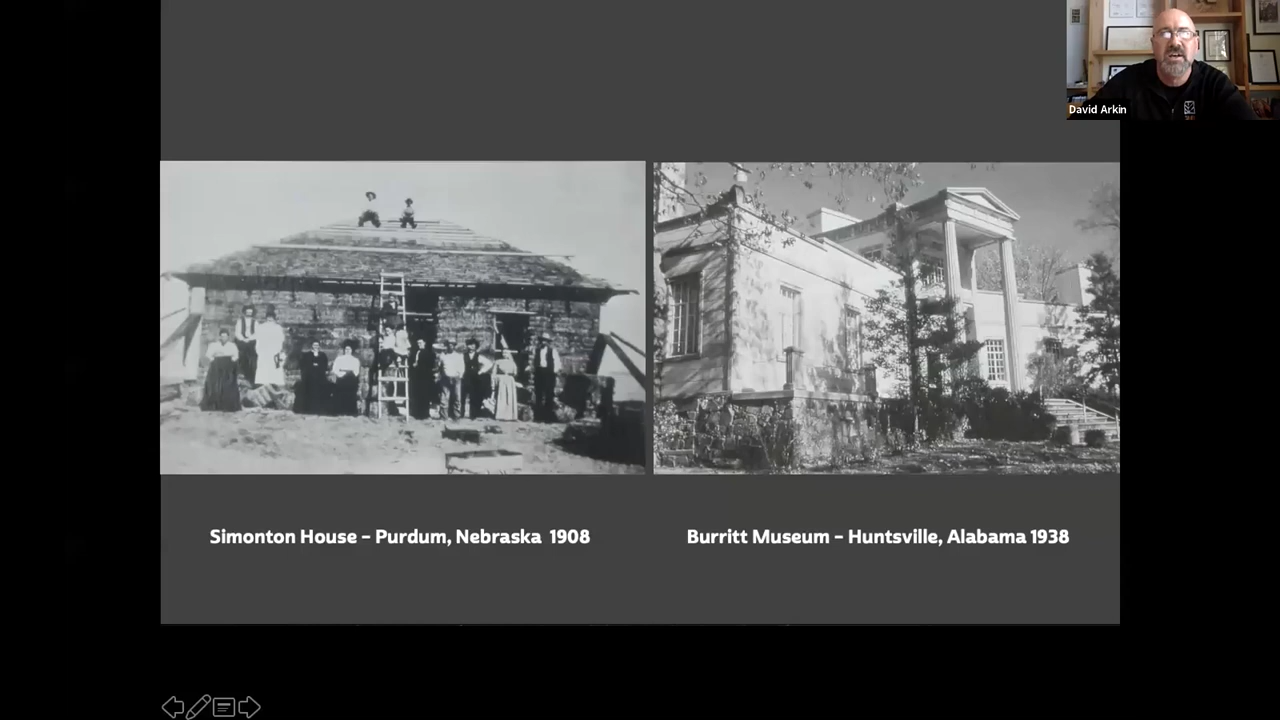 David Arkin
Simonton House – Purdum, Nebraska 1908
Burritt Museum – Huntsville, Alabama 1938